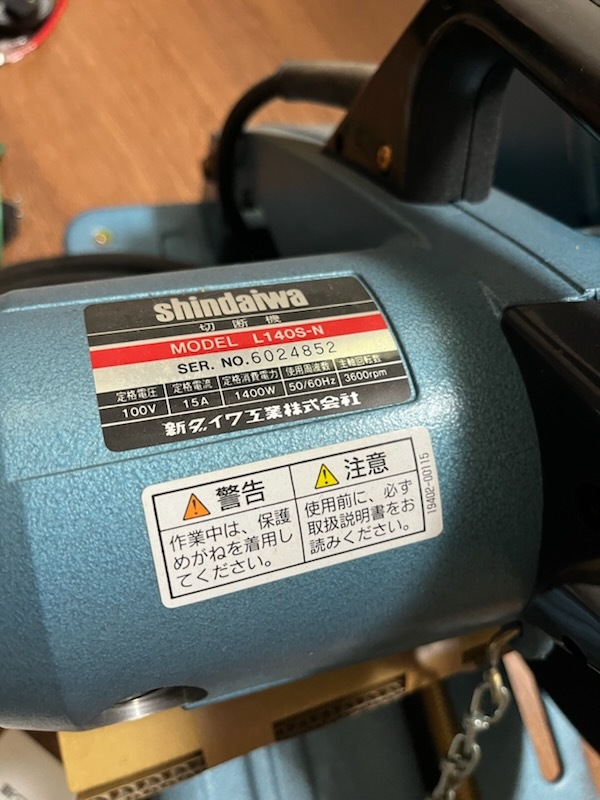 shindaiwa
切断機
MODEL L140S-N
SER. NO.6024852
定格電圧 定格電流 定格消費電力 使用周波数 主軸回転数
100V 15A 1400W 50/60Hz 3600rpm
新ダイワ工業株式会社
警告
作業中は、保護
めがねを着用し
てください。
注意
使用前に、必ず
取扱説明書をお
読みください。
19402-00115